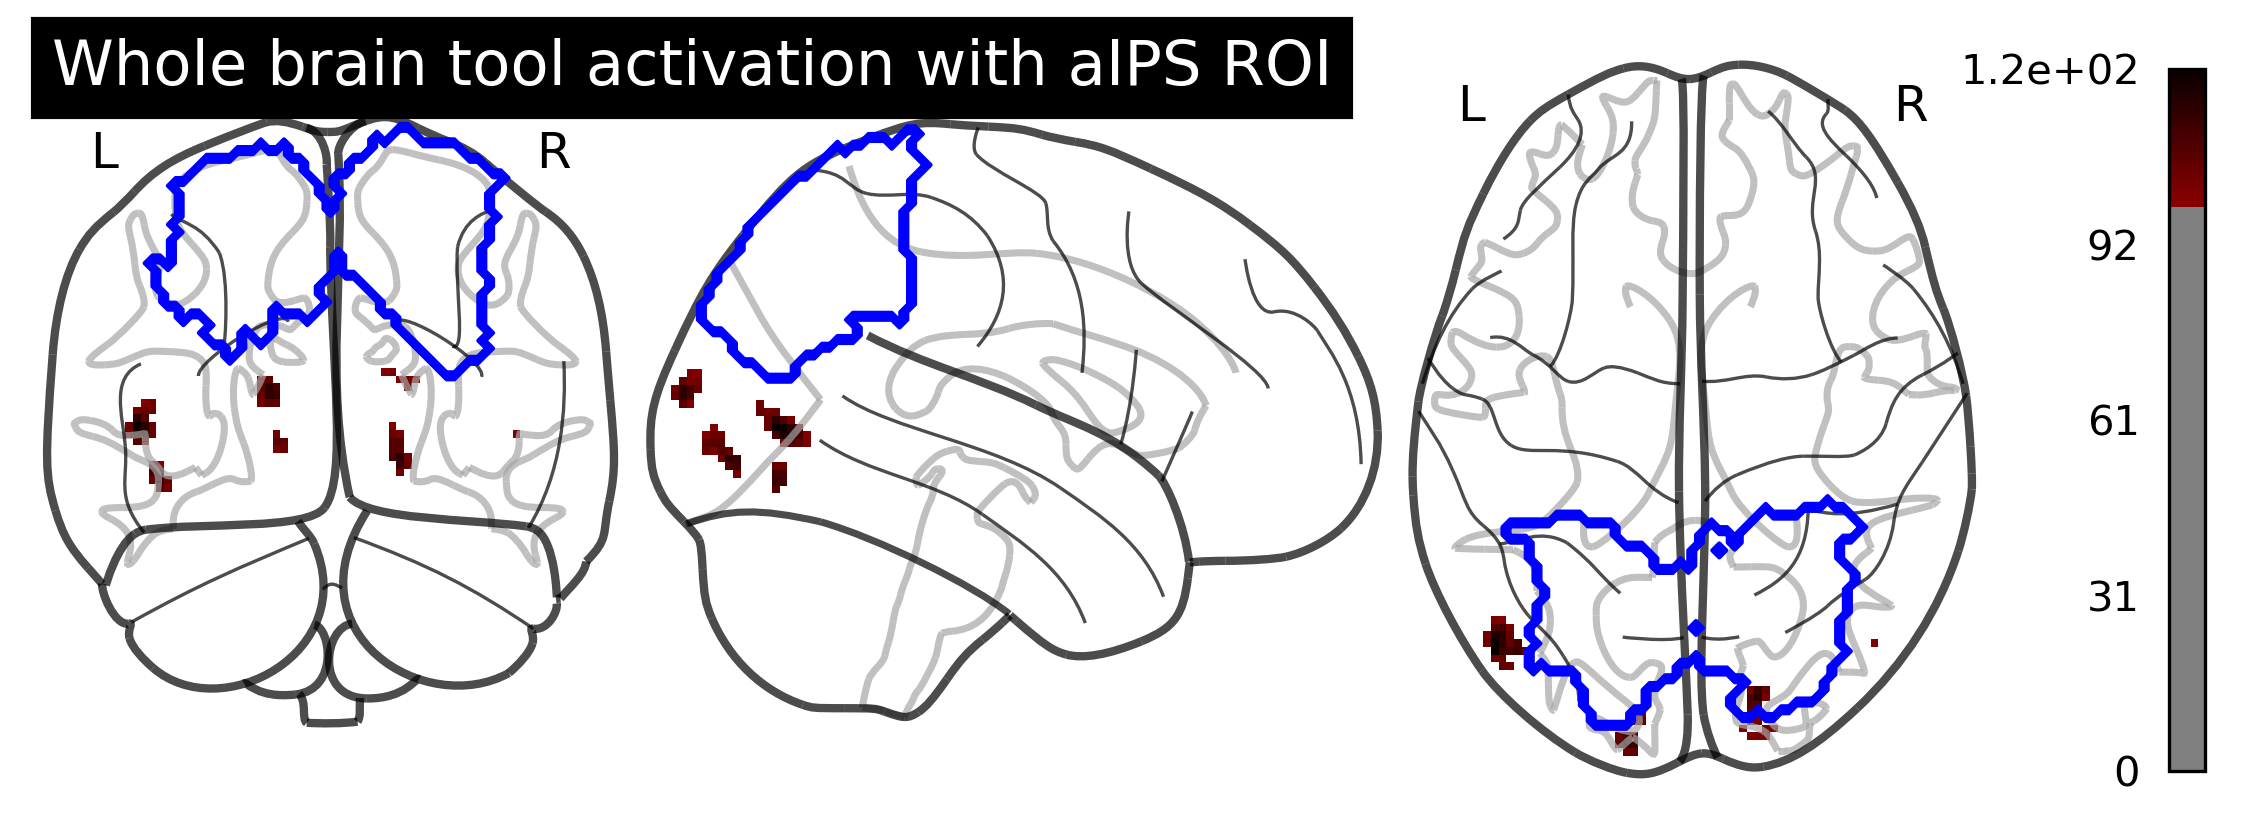 Whole brain tool activation with aIPS ROI
L
R
L
R
1.2e+02
92
61
31
0